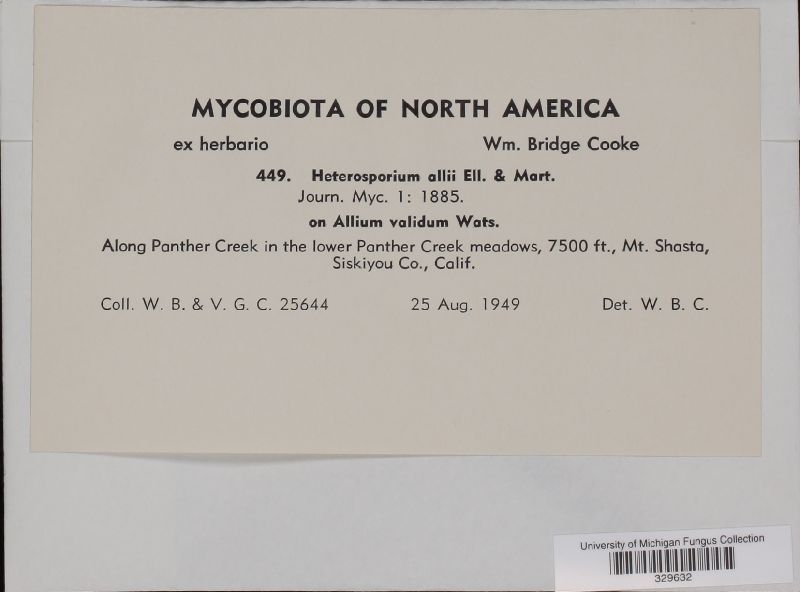 MYCOBIOTA OF NORTH AMERICA
ex herbario Wm. Bridge Cooke
449. Heterosporium allii Ell. & Mart.
Journ. Myc. 1: 1885.
on Allium validum Wats.
Along Panther Creek in the lower Panther Creek meadows, 7500 ft., Mt. Shasta,
Siskiyou Co., Calif.
Coll. W. B. & V. G. C. 25644 25 Aug. 1949 Det. W. B. C.
University of Michigan Fungus Collection
329632